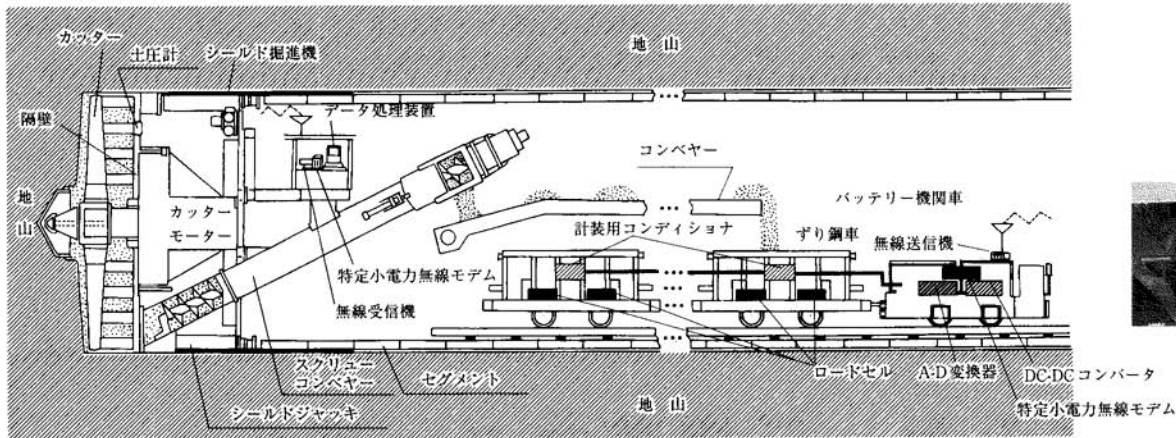 カッター
土圧計
シールド掘進機
地 山
隔壁
データ処理装置
コンベヤー
地山
バッテリー機関車
カッター
モーター
計装用コンディショナ
ずり鋼車
無線送信機
特定小電力無線モデム
無線受信機
スクリュー
コンベヤー
セグメント
シールドジャッキ
ロードセル
A-D 変換器
DC-DC コンバータ
特定小電力無線モデム
地 山